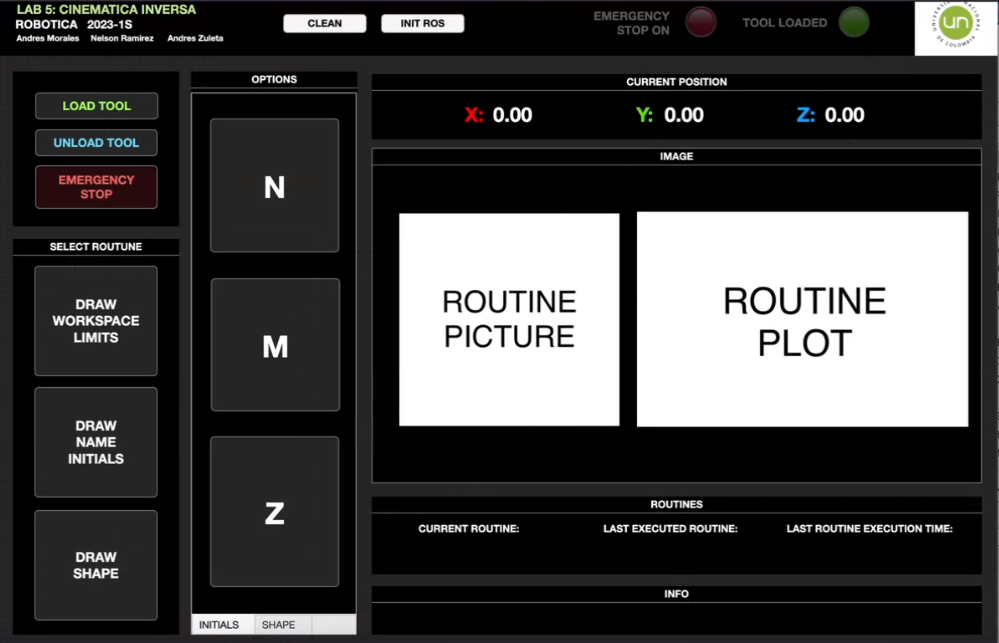 LAB 5: CINEMATICA INVERSA
ROBOTICA 2023-1S
Andres Morales Nelson Ramirez Andres Zuleta
CLEAN
INIT ROS
EMERGENCY
STOP ON
TOOL LOADED
UNIVERSIDAD NACIONAL
DE COLOMBIA
un
LOAD TOOL
UNLOAD TOOL
EMERGENCY
STOP
SELECT ROUTUNE
DRAW
WORKSPACE
LIMITS
DRAW
NAME
INITIALS
DRAW
SHAPE
OPTIONS
N
M
Z
INITIALS
SHAPE
CURRENT POSITION
X: 0.00
Y: 0.00
Z: 0.00
IMAGE
ROUTINE
PICTURE
ROUTINE
PLOT
ROUTINES
CURRENT ROUTINE:
LAST EXECUTED ROUTINE:
LAST ROUTINE EXECUTION TIME:
INFO